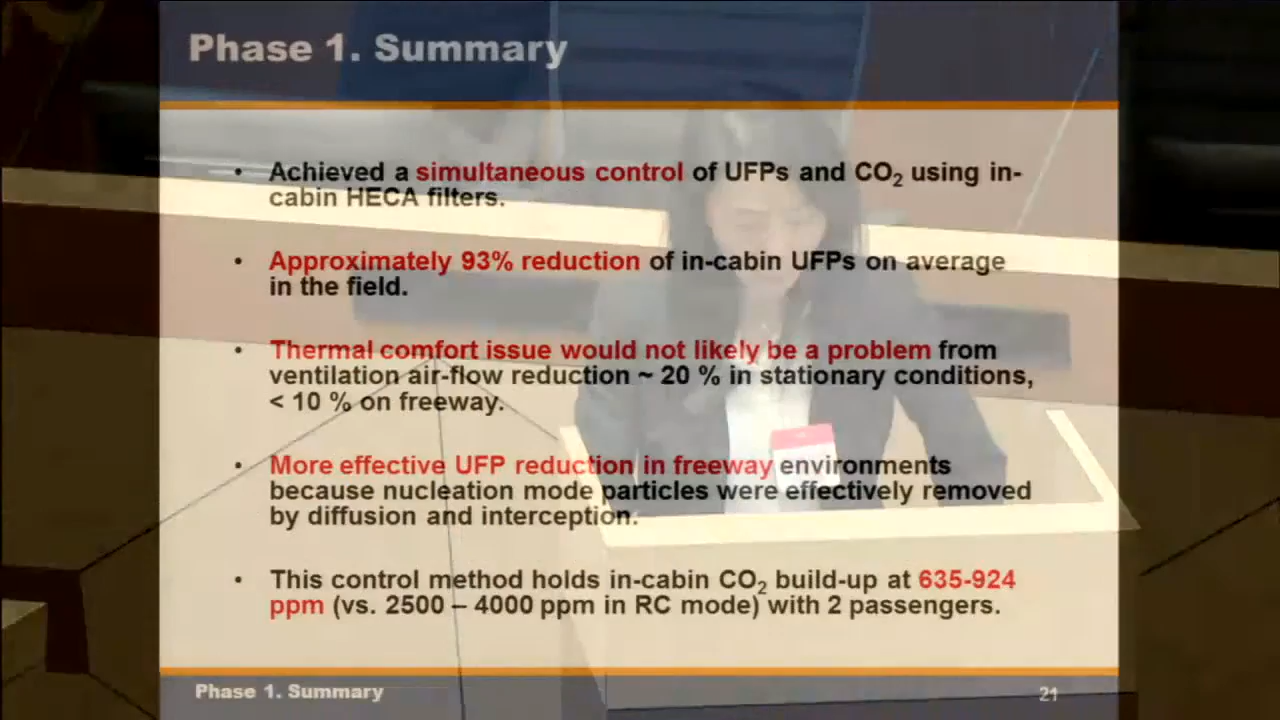 Phase 1. Summary
• Achieved a simultaneous control of UFPs and CO₂ using in-
cabin HECA filters.
• Approximately 93% reduction of in-cabin UFPs on average
in the field.
• Thermal comfort issue would not likely be a problem from
ventilation air-flow reduction ~ 20 % in stationary conditions,
< 10 % on freeway.
• More effective UFP reduction in freeway environments
because nucleation mode particles were effectively removed
by diffusion and interception.
• This control method holds in-cabin CO₂ build-up at 635-924
ppm (vs. 2500 – 4000 ppm in RC mode) with 2 passengers.
Phase 1. Summary 21